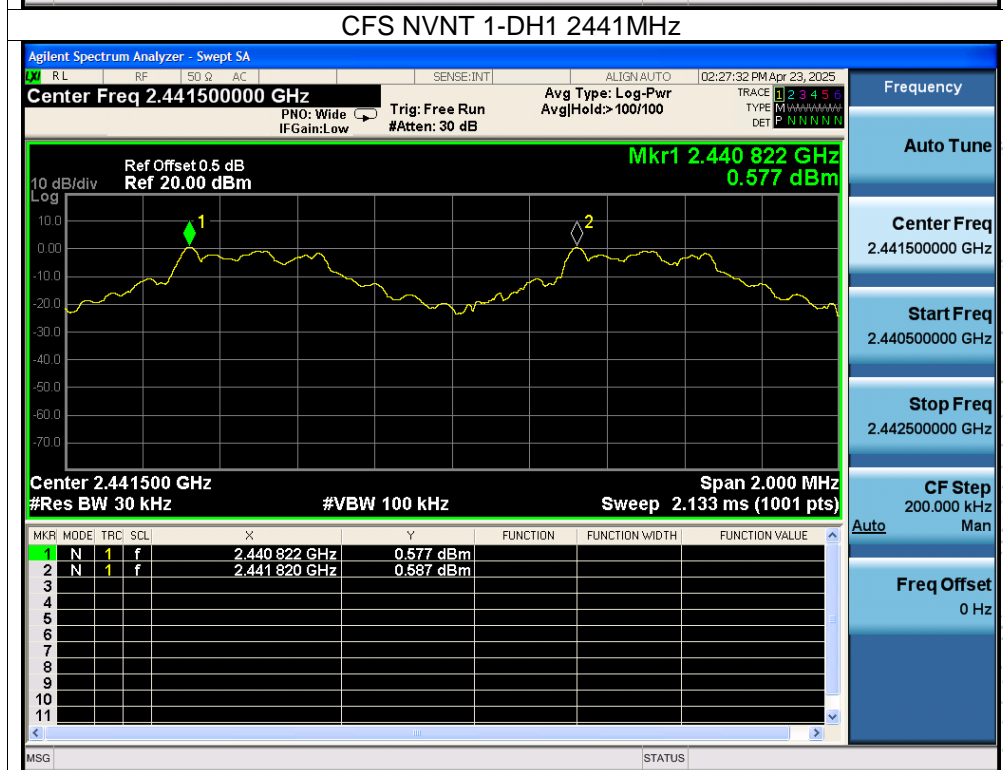 CFS NVNT 1-DH1 2441MHz
Agilent Spectrum Analyzer - Swept SA
LXI RL RF 50 Ω AC SENSE:INT ALIGN AUTO 02:27:32 PM Apr 23, 2025
Center Freq 2.441500000 GHz
PNO: Wide
IFGain:Low
Trig: Free Run
#Atten: 30 dB
Avg Type: Log-Pwr
Avg|Hold:>100/100
TRACE 1 2 3 4 5 6
TYPE M
DET P N N N N N
Mkr1 2.440 822 GHz
0.577 dBm
Ref Offset 0.5 dB
10 dB/div Ref 20.00 dBm
Log
10.0
0.00
-10.0
-20.0
-30.0
-40.0
-50.0
-60.0
-70.0
1
2
Center 2.441500 GHz Span 2.000 MHz
#Res BW 30 kHz #VBW 100 kHz Sweep 2.133 ms (1001 pts)
MKR MODE TRC SCL X Y FUNCTION FUNCTION WIDTH FUNCTION VALUE
1 N 1 f 2.440 822 GHz 0.577 dBm
2 N 1 f 2.441 820 GHz 0.587 dBm
3
4
5
6
7
8
9
10
11
MSG STATUS
Frequency
Auto Tune
Center Freq
2.441500000 GHz
Start Freq
2.440500000 GHz
Stop Freq
2.442500000 GHz
CF Step
200.000 kHz
Auto Man
Freq Offset
0 Hz